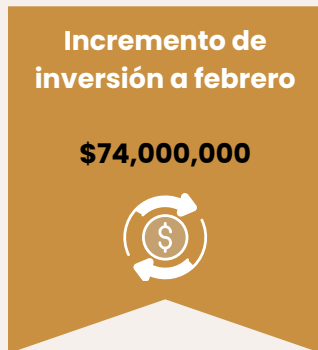 Incremento de
inversión a febrero
$74,000,000
$